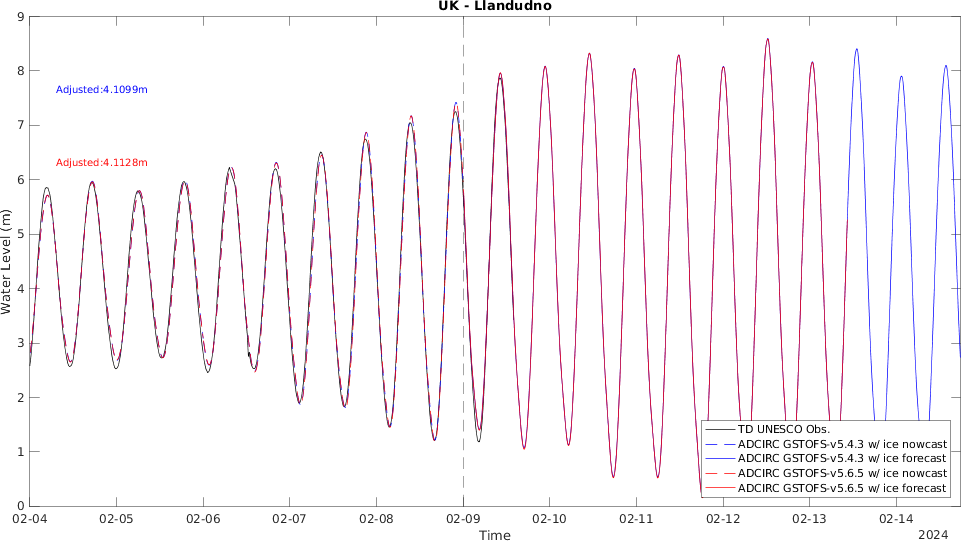 UK - Llandudno
9
8
7
6
5
4
3
2
1
0
Water Level (m)
Adjusted:4.1099m
Adjusted:4.1128m
TD UNESCO Obs.
ADCIRC GSTOFS-v5.4.3 w/ ice nowcast
ADCIRC GSTOFS-v5.4.3 w/ ice forecast
ADCIRC GSTOFS-v5.6.5 w/ ice nowcast
ADCIRC GSTOFS-v5.6.5 w/ ice forecast
02-04 02-05 02-06 02-07 02-08 02-09 02-10 02-11 02-12 02-13 02-14
Time
2024